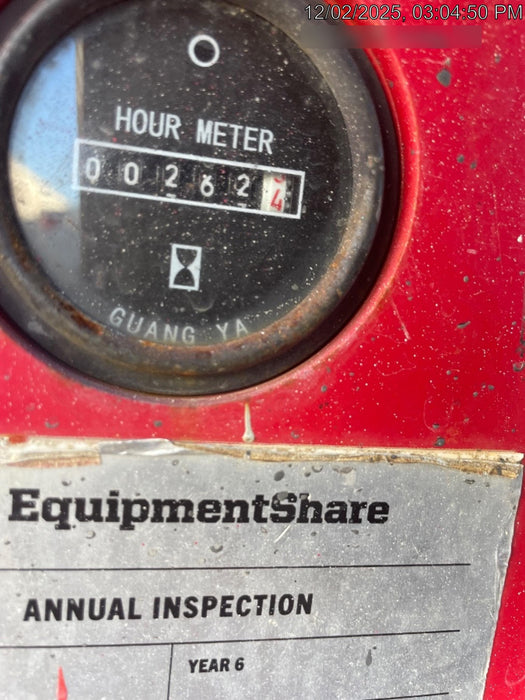 12/02/2025, 03:04:50 PM
HOUR METER
002624
GUANG YA
EquipmentShare
ANNUAL INSPECTION
YEAR 6